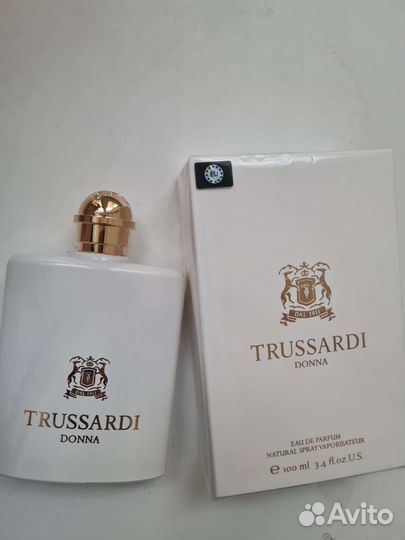 EU
DAL 1911
TRUSSARDI
DONNA
EAU DE PARFUM
NATURAL SPRAY VAPORISATEUR
e 100 ml 3.4 fl.oz.U.S.
DAL 1911
TRUSSARDI
DONNA
Avito